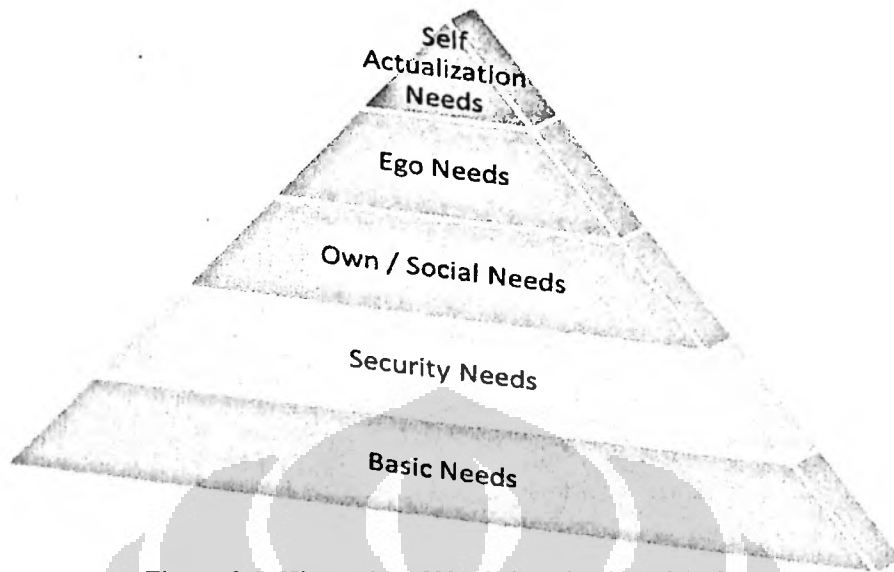 Self
Actualization
Needs
Ego Needs
Own / Social Needs
Security Needs
Basic Needs